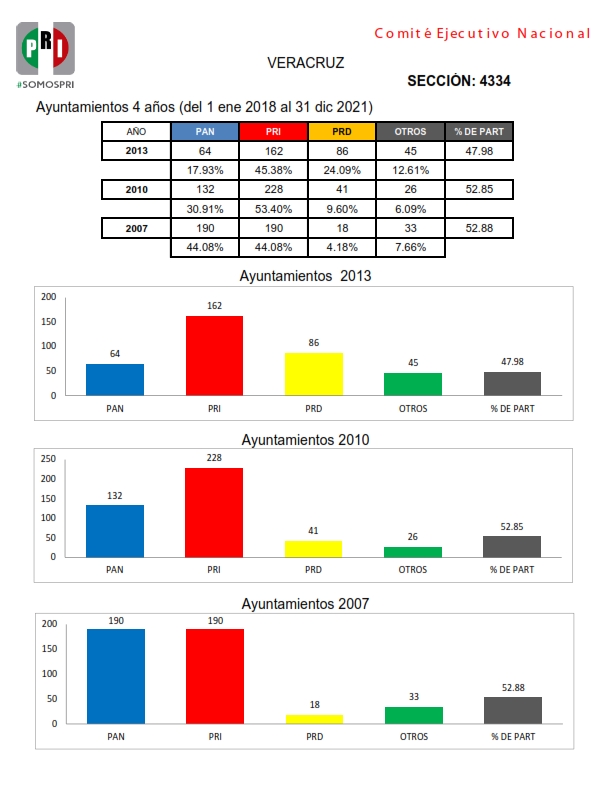 Comité Ejecutivo Nacional
PRI
#SOMOSPRI
VERACRUZ
SECCIÓN: 4334
Ayuntamientos 4 años (del 1 ene 2018 al 31 dic 2021)
AÑO PAN PRI PRD OTROS % DE PART
2013 64 162 86 45 47.98
17.93% 45.38% 24.09% 12.61%
2010 132 228 41 26 52.85
30.91% 53.40% 9.60% 6.09%
2007 190 190 18 33 52.88
44.08% 44.08% 4.18% 7.66%
Ayuntamientos 2013
200
150
100
50
0
64 162 86 45 47.98
PAN PRI PRD OTROS % DE PART
Ayuntamientos 2010
250
200
150
100
50
0
132 228 41 26 52.85
PAN PRI PRD OTROS % DE PART
Ayuntamientos 2007
200
150
100
50
0
190 190 18 33 52.88
PAN PRI PRD OTROS % DE PART